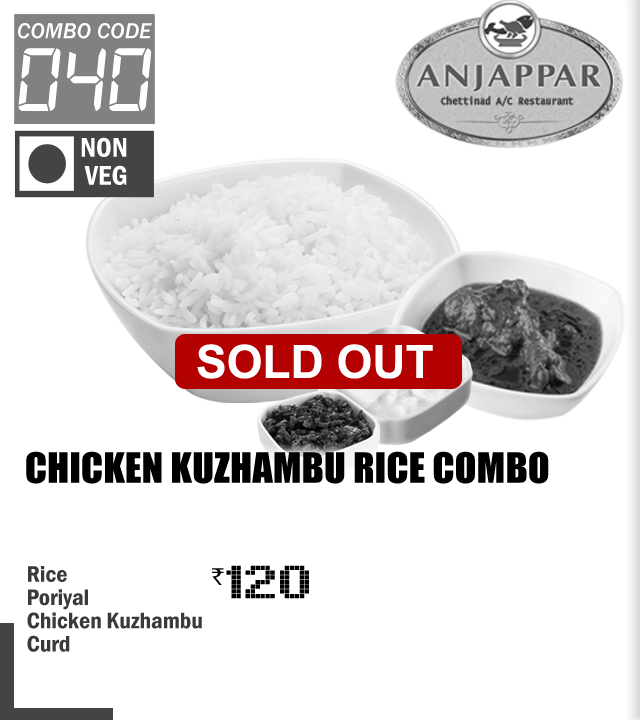 COMBO CODE
040
NON
VEG
ANJAPPAR
Chettinad A/C Restaurant
SOLD OUT
CHICKEN KUZHAMBU RICE COMBO
Rice
Poriyal
Chicken Kuzhambu
Curd
₹120